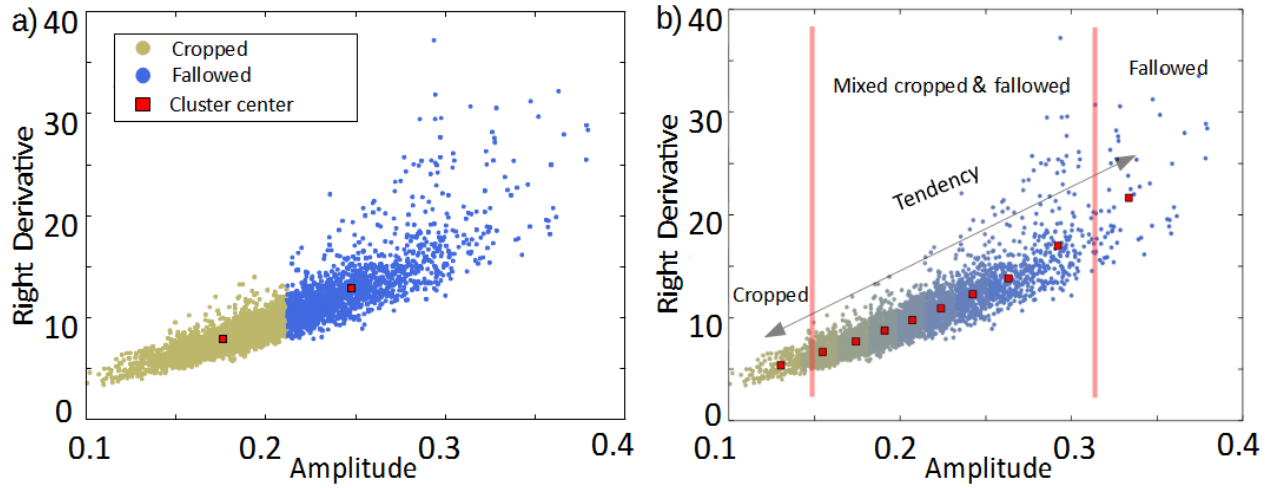 a)
40
30
20
10
0
Right Derivative
Cropped
Fallowed
Cluster center
0.1
0.2
0.3
0.4
Amplitude
b)
40
30
20
10
0
Right Derivative
Mixed cropped & fallowed
Fallowed
Tendency
Cropped
0.1
0.2
0.3
0.4
Amplitude